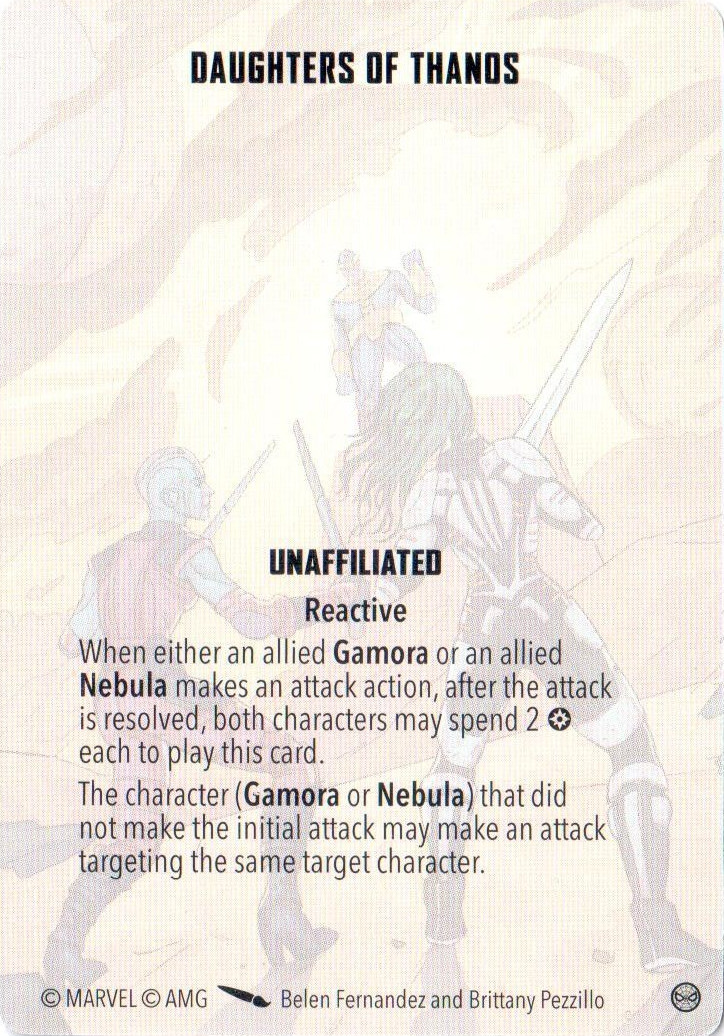 DAUGHTERS OF THANOS
UNAFFILIATED
Reactive
When either an allied Gamora or an allied
Nebula makes an attack action, after the attack
is resolved, both characters may spend 2
each to play this card.
The character (Gamora or Nebula) that did
not make the initial attack may make an attack
targeting the same target character.
© MARVEL © AMG Belen Fernandez and Brittany Pezzillo